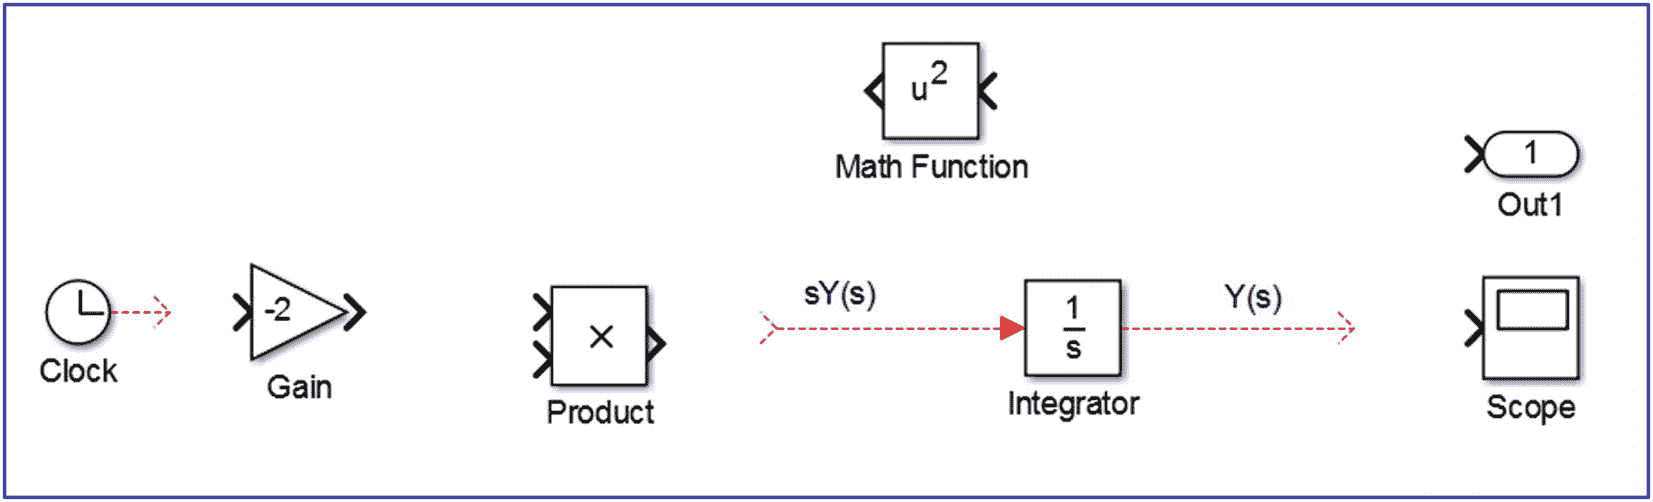 u²
Math Function
1
Out1
Clock
-2
Gain
×
Product
sY(s)
1
s
Integrator
Y(s)
Scope